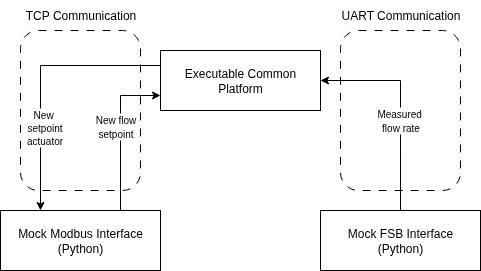 TCP Communication
UART Communication
Executable Common
Platform
New
setpoint
actuator
New flow
setpoint
Measured
flow rate
Mock Modbus Interface
(Python)
Mock FSB Interface
(Python)